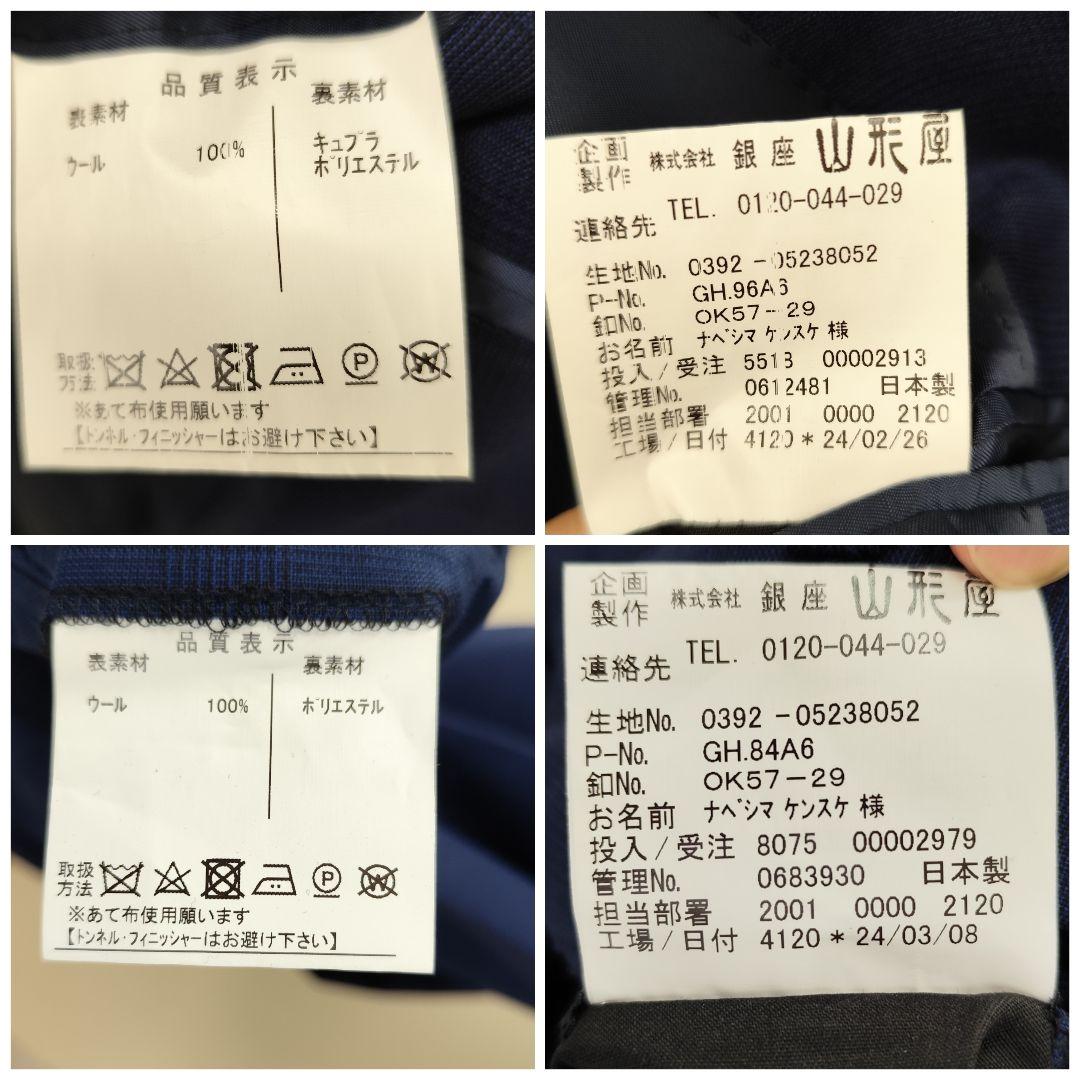 品質表示
表素材
裏素材
ウール 100%
キュプラ
ポリエステル
取扱
方法:
P
W
※あて布使用願います
【トンネル・フィニッシャーはお避け下さい】
企画
製作
株式会社 銀座 山形屋
連絡先 TEL. 0120-044-029
生地No. 0392 -05238052
P-No. GH.96A6
釦No. OK57-29
お名前 ナベシマ ケンスケ 様
投入/受注 5513 00002913
管理No. 0612481 日本製
担当部署 2001 0000 2120
工場/日付 4120 * 24/02/26
品質表示
表素材
裏素材
ウール 100%
ポリエステル
取扱
方法:
P
W
※あて布使用願います
【トンネル・フィニッシャーはお避け下さい】
企画
製作
株式会社 銀座 山形屋
連絡先 TEL. 0120-044-029
生地No. 0392 -05238052
P-No. GH.84A6
釦No. OK57-29
お名前 ナベシマ ケンスケ 様
投入/受注 8075 00002979
管理No. 0683930 日本製
担当部署 2001 0000 2120
工場/日付 4120 * 24/03/08